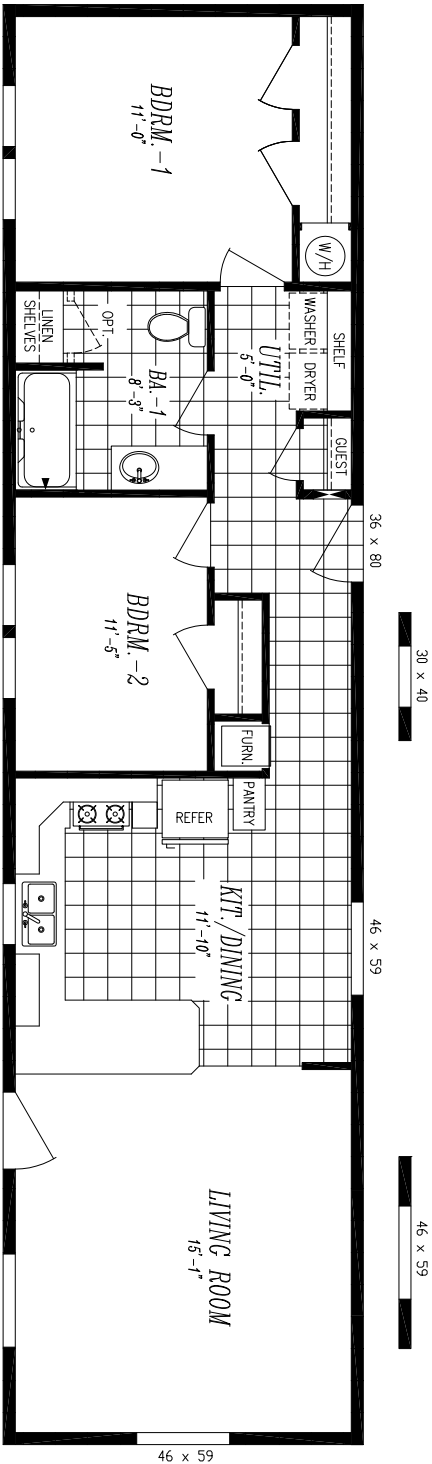 BDRM.-1
11'-0"
W/H
SHELF
WASHER
DRYER
UTIL.
5'-0"
GUEST
OPT.
LINEN
SHELVES
BA.-1
8'-3"
36 x 80
30 x 40
BDRM.-2
11'-5"
FURN.
PANTRY
REFER
KIT./DINING
11'-10"
46 x 59
46 x 59
LIVING ROOM
15'-1"
46 x 59